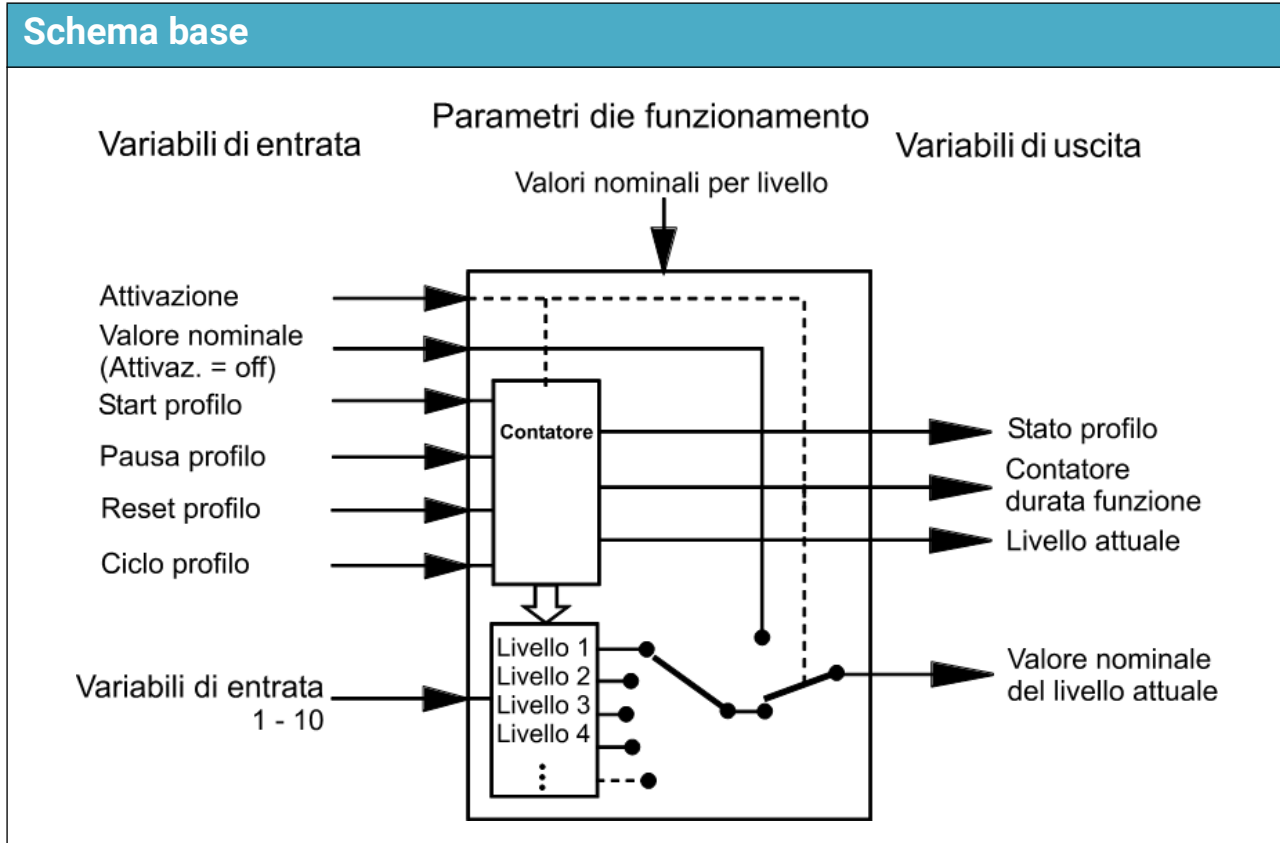 Schema base
Parametri die funzionamento
Variabili di entrata
Variabili di uscita
Valori nominali per livello
Attivazione
Valore nominale
(Attivaz. = off)
Start profilo
Pausa profilo
Reset profilo
Ciclo profilo
Contatore
Stato profilo
Contatore
durata funzione
Livello attuale
Variabili di entrata
1 - 10
Livello 1
Livello 2
Livello 3
Livello 4
Valore nominale
del livello attuale